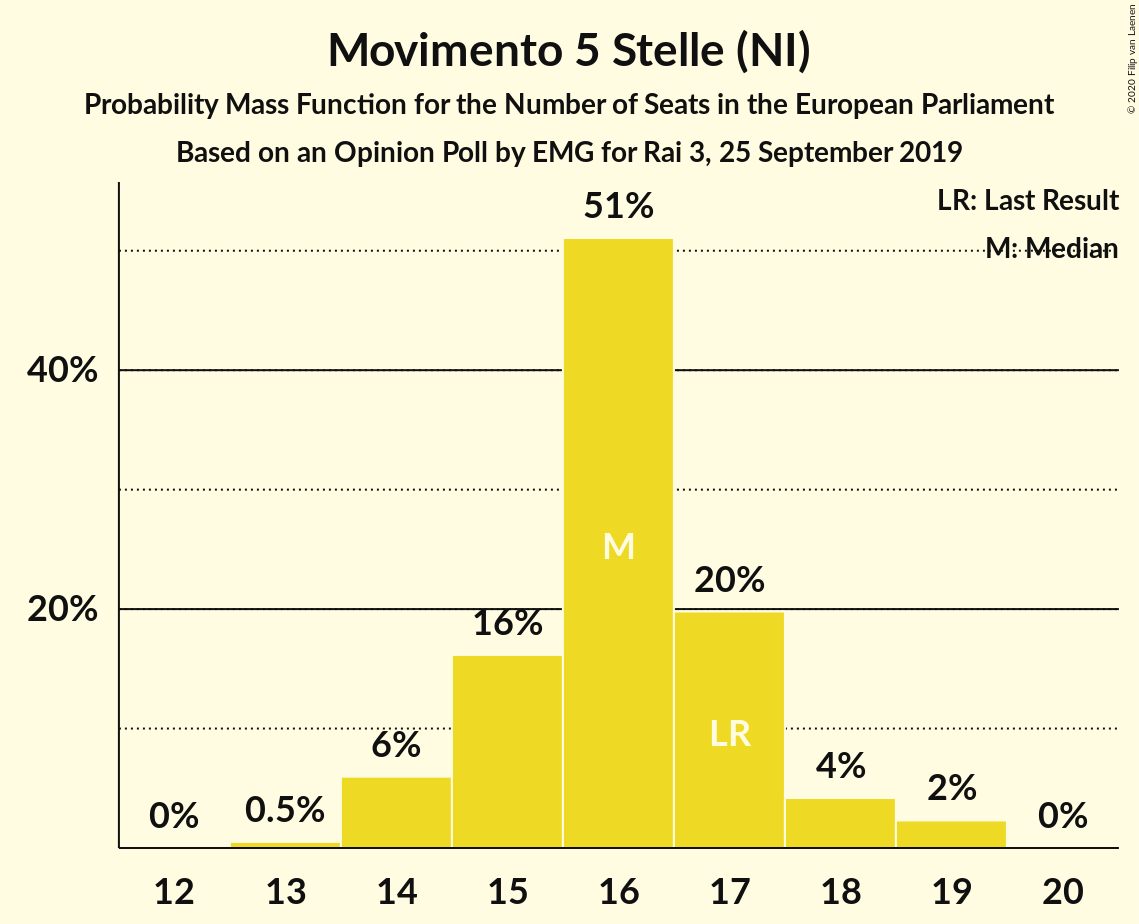 Movimento 5 Stelle (NI)
Probability Mass Function for the Number of Seats in the European Parliament
Based on an Opinion Poll by EMG for Rai 3, 25 September 2019
© 2020 Filip van Laenen
LR: Last Result
M: Median
51%
40%
M
20%
20%
16%
LR
6%
4%
2%
0%
0.5%
0%
12 13 14 15 16 17 18 19 20